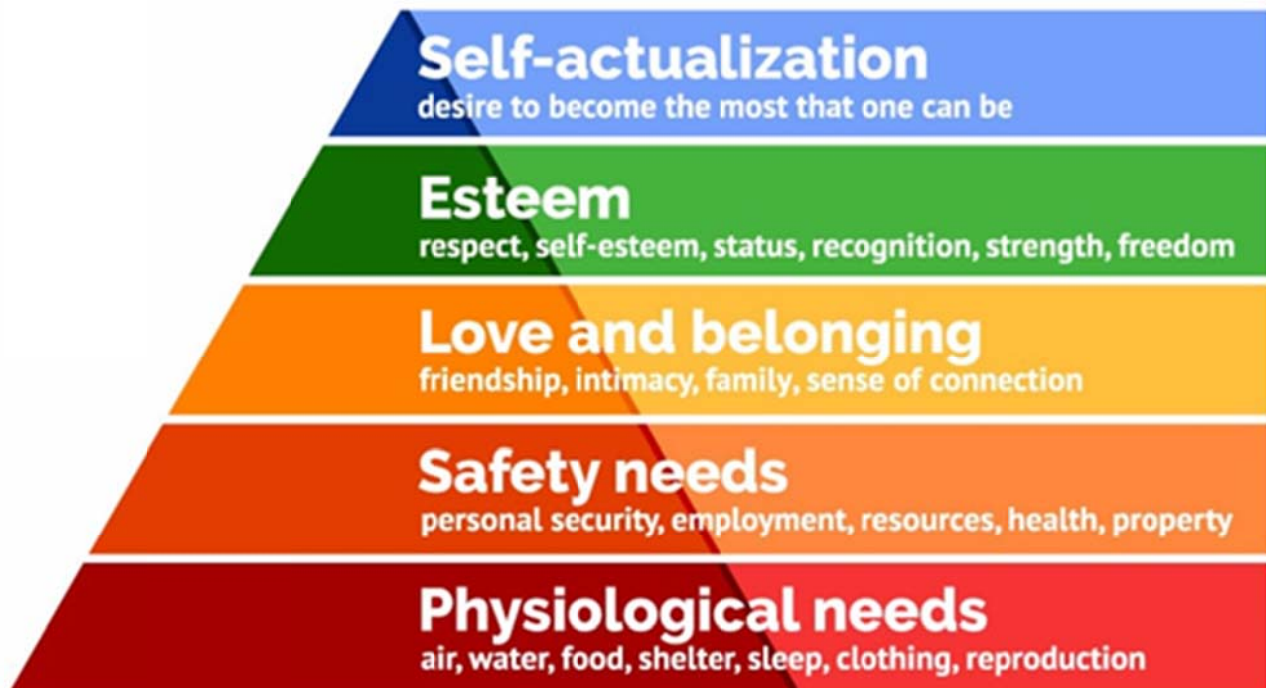 Self-actualization
desire to become the most that one can be
Esteem
respect, self-esteem, status, recognition, strength, freedom
Love and belonging
friendship, intimacy, family, sense of connection
Safety needs
personal security, employment, resources, health, property
Physiological needs
air, water, food, shelter, sleep, clothing, reproduction